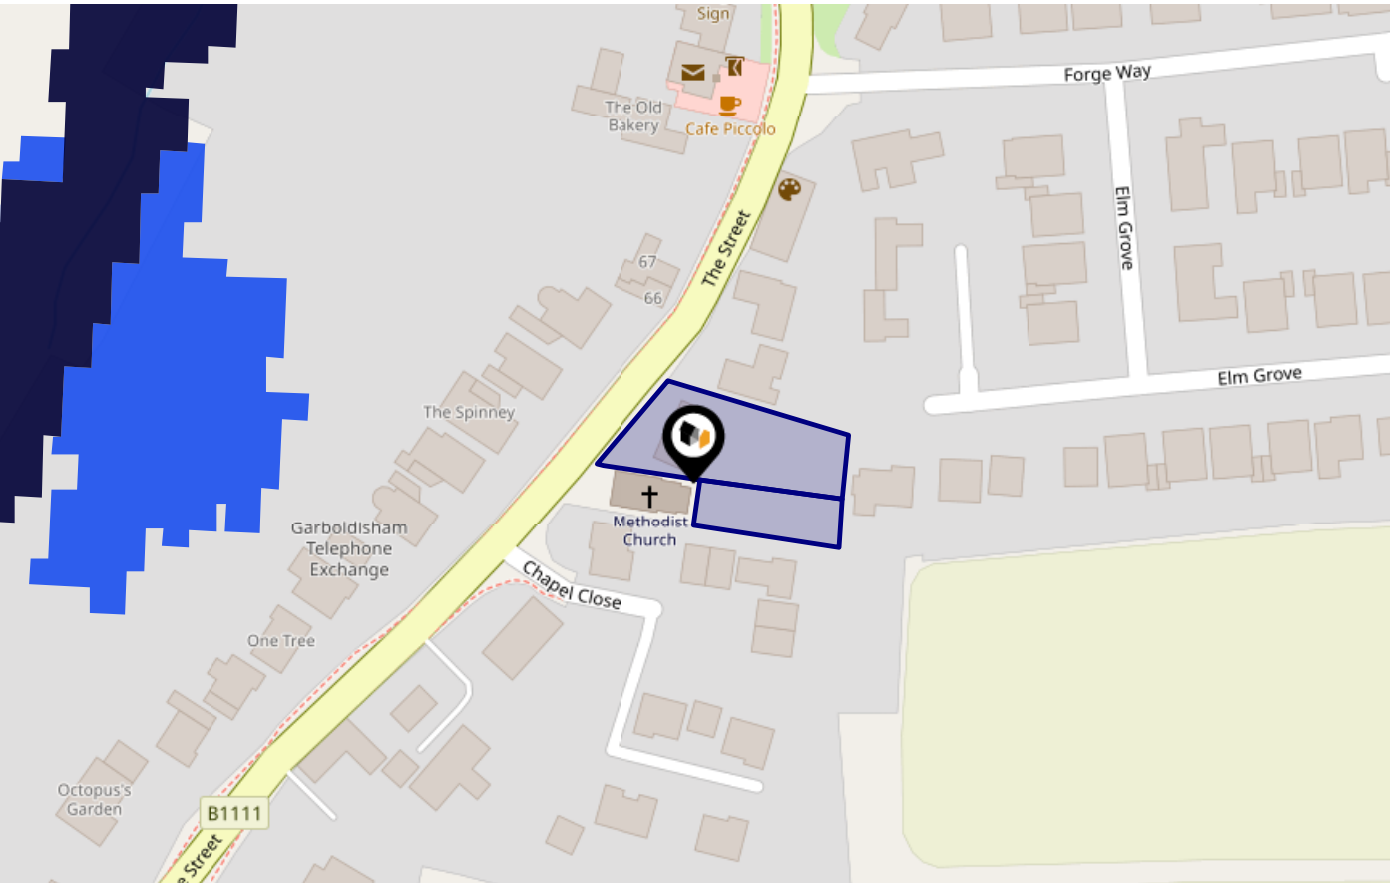 Sign
The Old
Bakery
Cafe Piccolo
Forge Way
Elm Grove
The Street
67
66
Elm Grove
The Spinney
Methodist
Church
Garboldisham
Telephone
Exchange
Chapel Close
One Tree
Octopus's
Garden
B1111
e Street